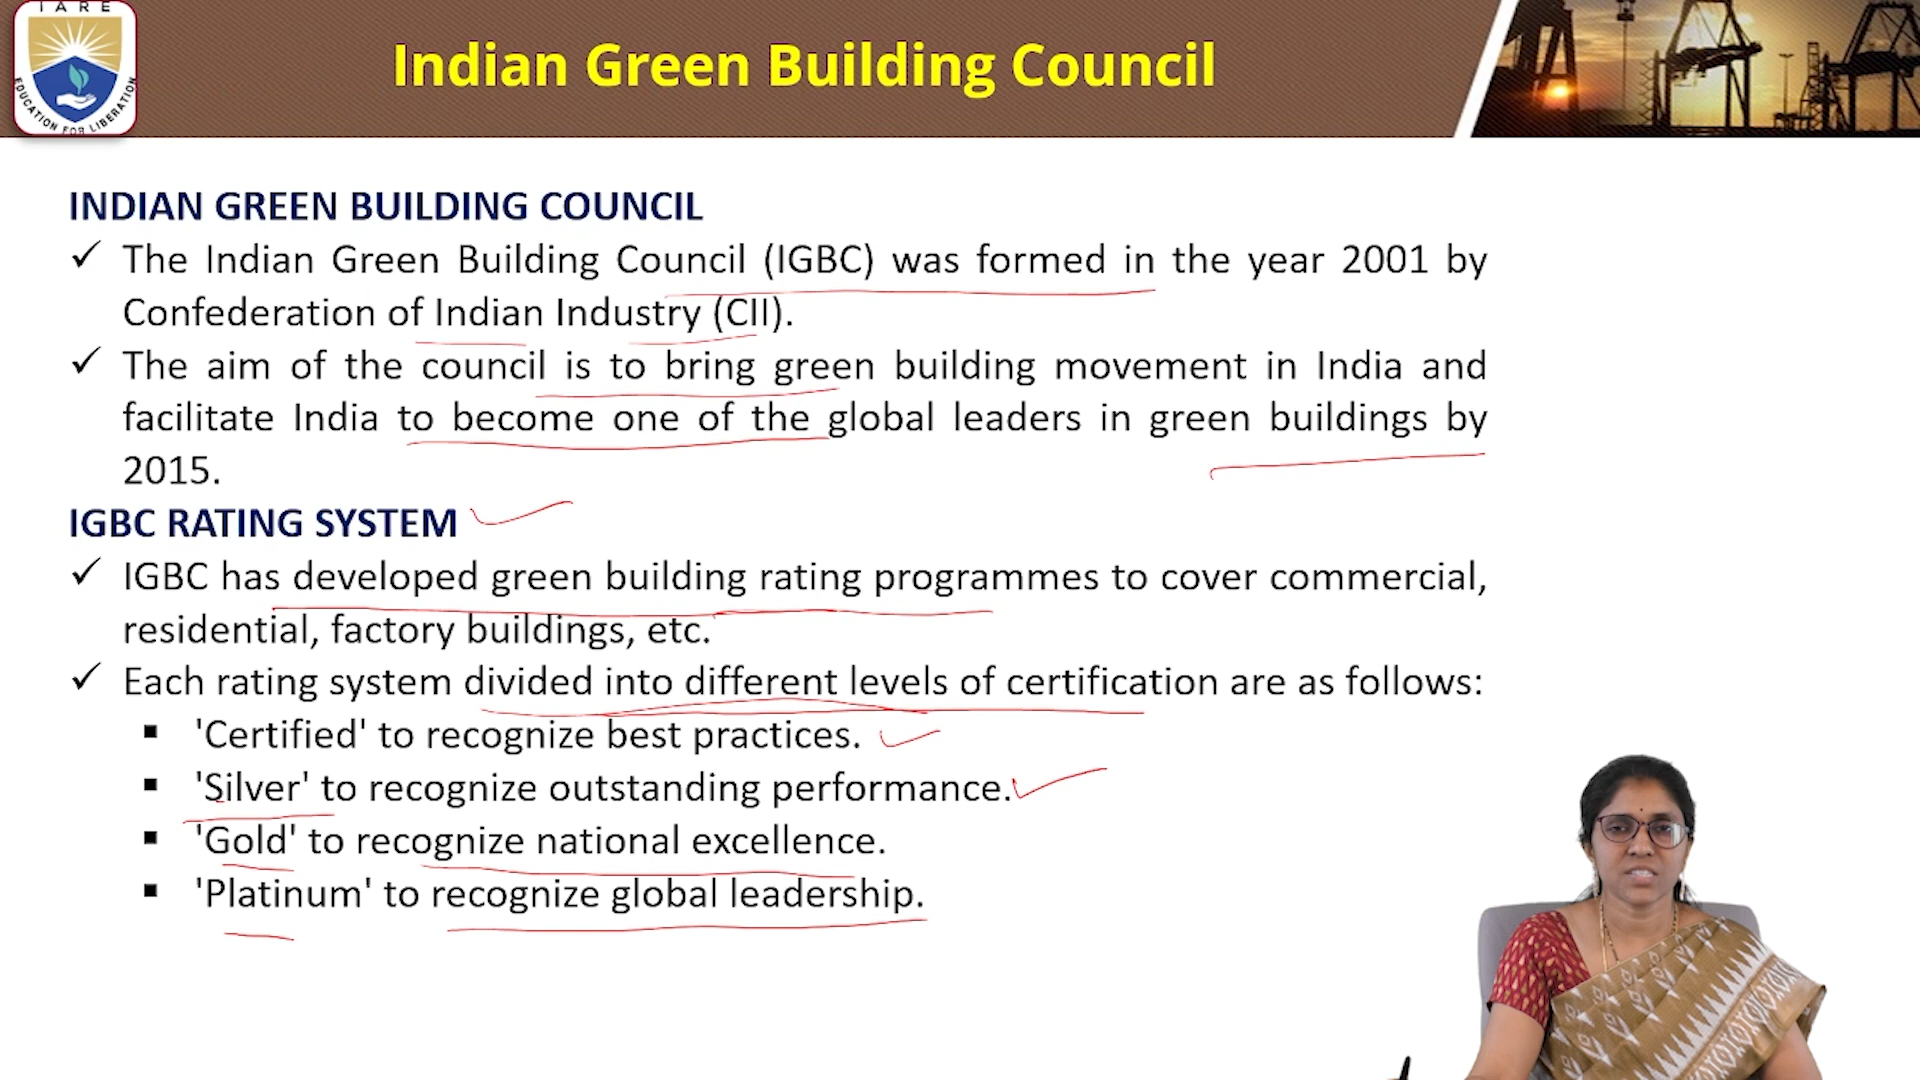 IARE
EDUCATION FOR LIBERATION
Indian Green Building Council
INDIAN GREEN BUILDING COUNCIL
✓ The Indian Green Building Council (IGBC) was formed in the year 2001 by
Confederation of Indian Industry (CII).
✓ The aim of the council is to bring green building movement in India and
facilitate India to become one of the global leaders in green buildings by
2015.
IGBC RATING SYSTEM
✓ IGBC has developed green building rating programmes to cover commercial,
residential, factory buildings, etc.
✓ Each rating system divided into different levels of certification are as follows:
▪ 'Certified' to recognize best practices.
▪ 'Silver' to recognize outstanding performance.
▪ 'Gold' to recognize national excellence.
▪ 'Platinum' to recognize global leadership.